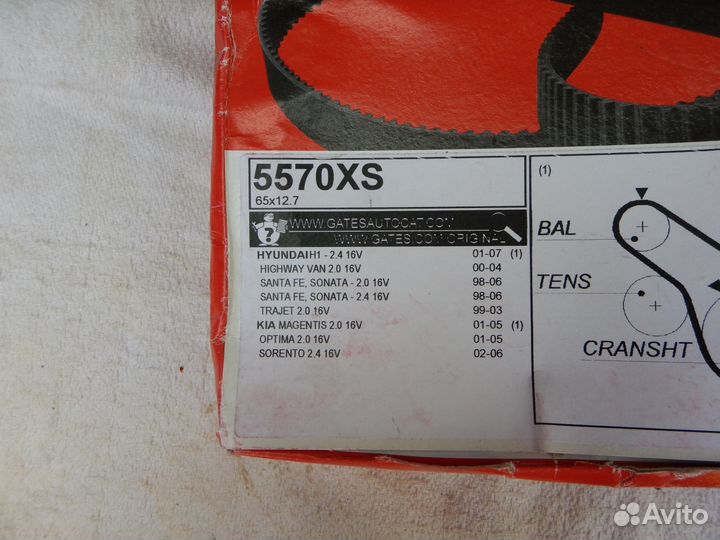 5570XS
65x12.7
WWW.GATESAUTOCAT.COM
WWW.GATES.COM/ORIGINAL
HYUNDAIH1 - 2.4 16V 01-07 (1)
HIGHWAY VAN 2.0 16V 00-04
SANTA FE, SONATA - 2.0 16V 98-06
SANTA FE, SONATA - 2.4 16V 98-06
TRAJET 2.0 16V 99-03
KIA MAGENTIS 2.0 16V 01-05 (1)
OPTIMA 2.0 16V 01-05
SORENTO 2.4 16V 02-06
(1)
BAL
TENS
CRANSHT
Avito